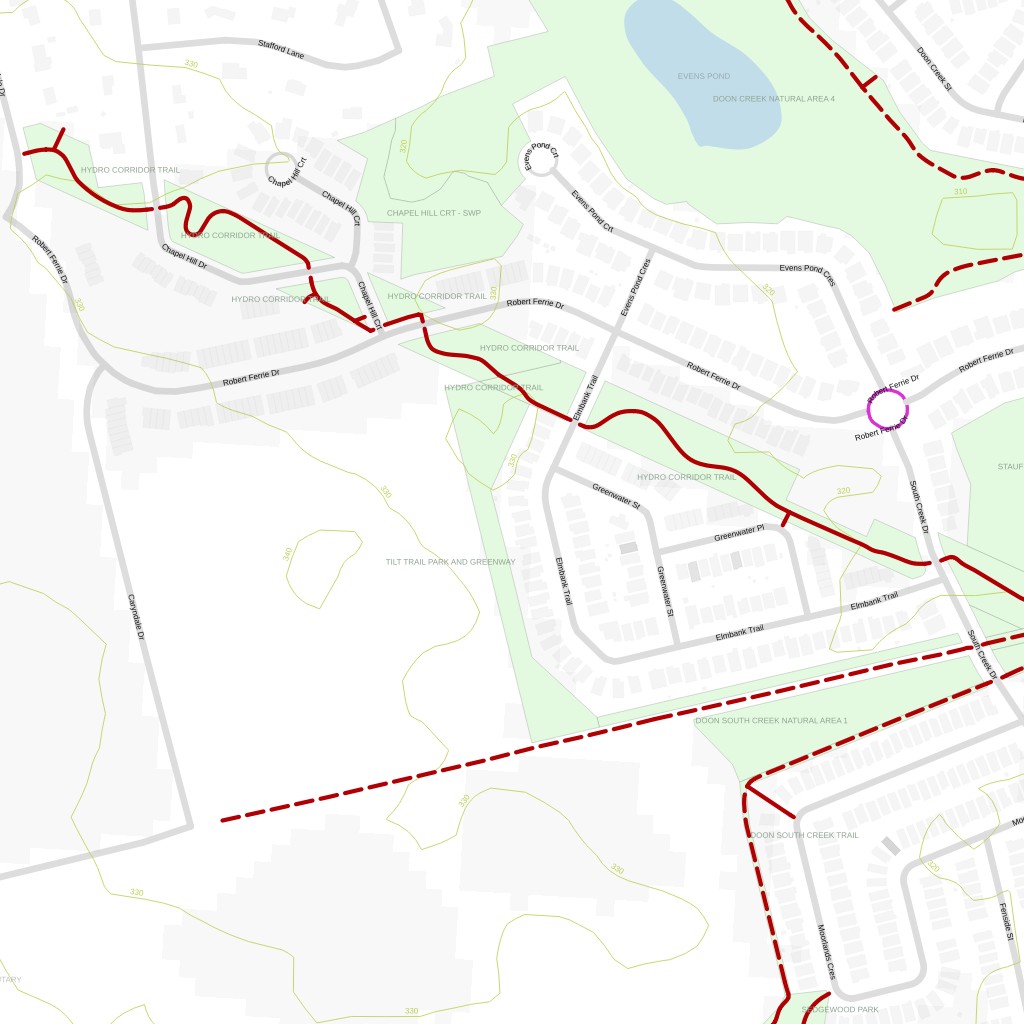 Stafford Lane
330
Doon Creek St
EVENS POND
DOON CREEK NATURAL AREA 4
320
Evens Pond Crt
HYDRO CORRIDOR TRAIL
Chapel Hill Crt
Chapel Hill Crt
310
Evens Pond Crt
CHAPEL HILL CRT - SWP
HYDRO CORRIDOR TRAIL
Robert Ferrie Dr
Chapel Hill Dr
Evens Pond Cres
Evens Pond Crs
320
330
330
Chapel Hill Crt
HYDRO CORRIDOR TRAIL
HYDRO CORRIDOR TRAIL
Robert Ferrie Dr
HYDRO CORRIDOR TRAIL
Robert Ferrie Dr
Robert Ferrie Dr
Robert Ferrie Dr
HYDRO CORRIDOR TRAIL
Elmbank Trail
Robert Ferrie Dr
Robert Ferrie Dr
330
STAUF
HYDRO CORRIDOR TRAIL
320
330
Greenwater St
South Creek Dr
Greenwater Pl
340
TILT TRAIL PARK AND GREENWAY
Elmbank Trail
Greenwater St
Elmbank Trail
Caryndale Dr
Elmbank Trail
South Creek Dr
DOON SOUTH CREEK NATURAL AREA 1
330
DOON SOUTH CREEK TRAIL
320
330
330
Fenside St
Moorlands Cres
330
SEDGEWOOD PARK